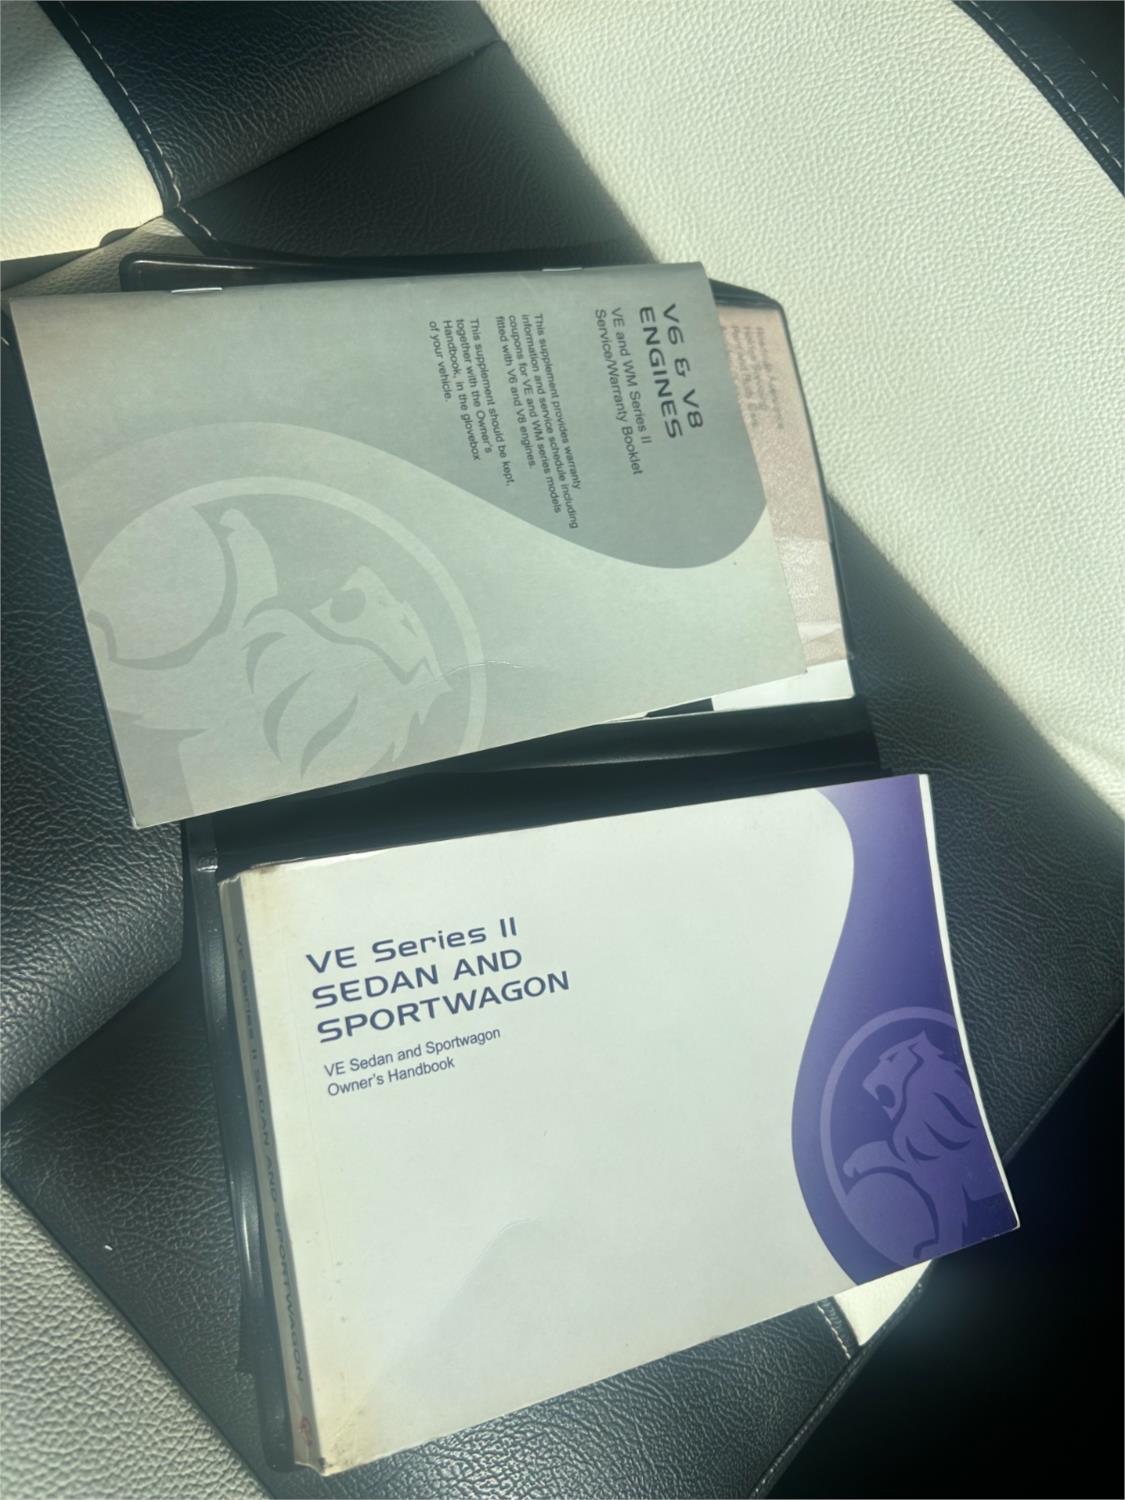 V6 & V8
ENGINES
VE and WM Series II
Service/Warranty Booklet
This supplement provides warranty
information and service schedule including
coupons for VE and WM series models
fitted with V6 and V8 engines.
This supplement should be kept,
together with the Owner's
Handbook, in the glovebox
of your vehicle.
VE Series II
SEDAN AND
SPORTWAGON
VE Sedan and Sportwagon
Owner's Handbook
VE Series II SEDAN AND SPORTWAGON